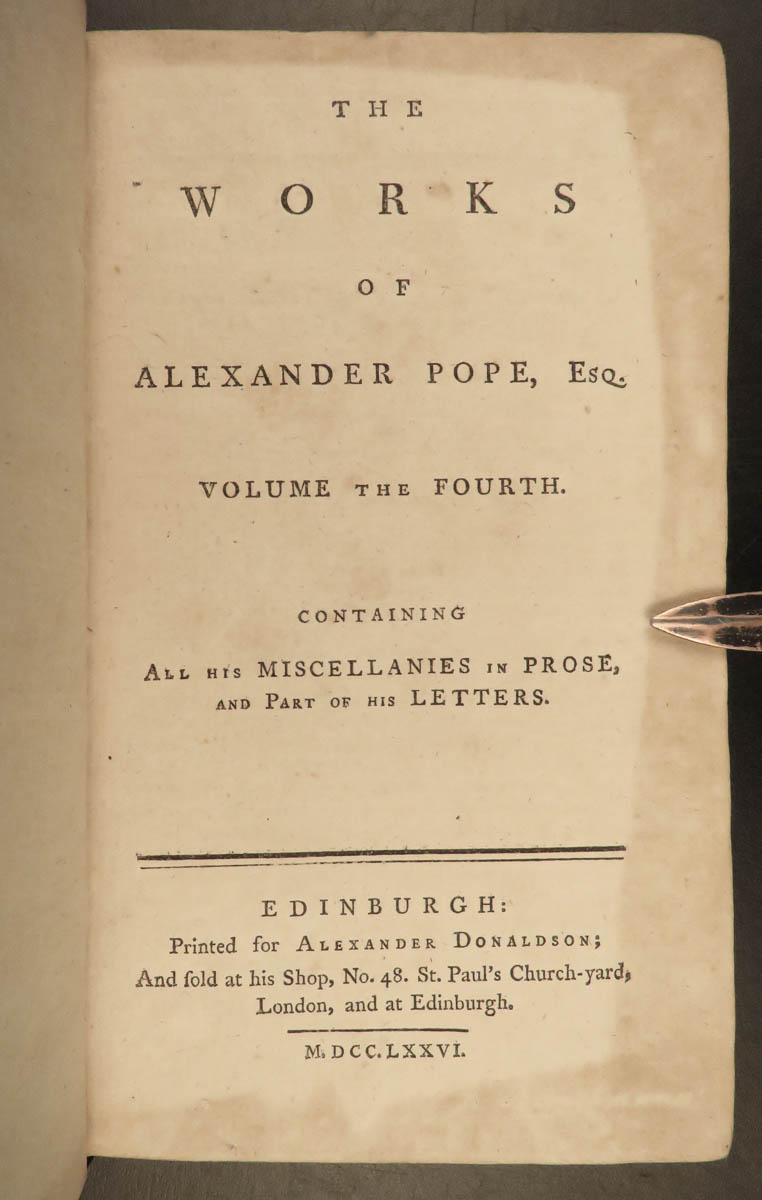 THE
WORKS
OF
ALEXANDER POPE, Esq.
VOLUME THE FOURTH.
CONTAINING
All his MISCELLANIES in PROSE,
and Part of his LETTERS.
EDINBURGH:
Printed for Alexander Donaldson;
And ſold at his Shop, No. 48. St. Paul's Church-yard,
London, and at Edinburgh.
M.DCC.LXXVI.